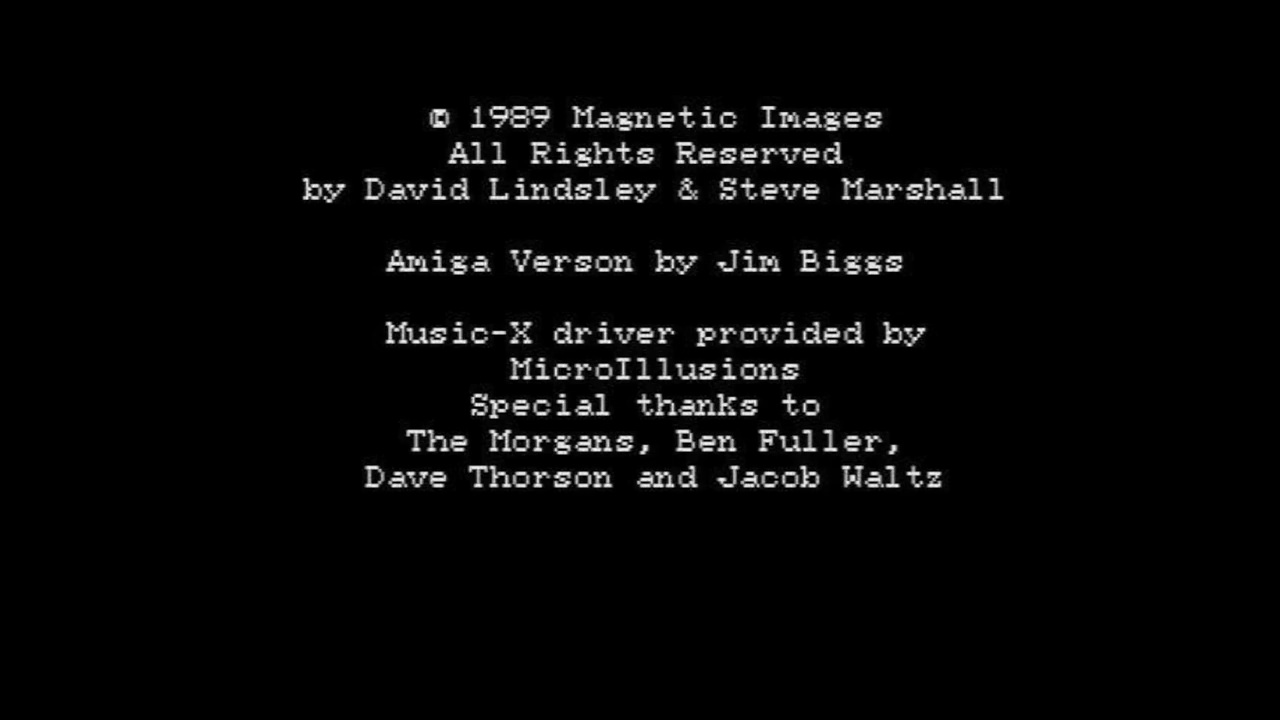 © 1989 Magnetic Images
All Rights Reserved
by David Lindsley & Steve Marshall
Amiga Verson by Jim Biggs
Music-X driver provided by
MicroIllusions
Special thanks to
The Morgans, Ben Fuller,
Dave Thorson and Jacob Waltz